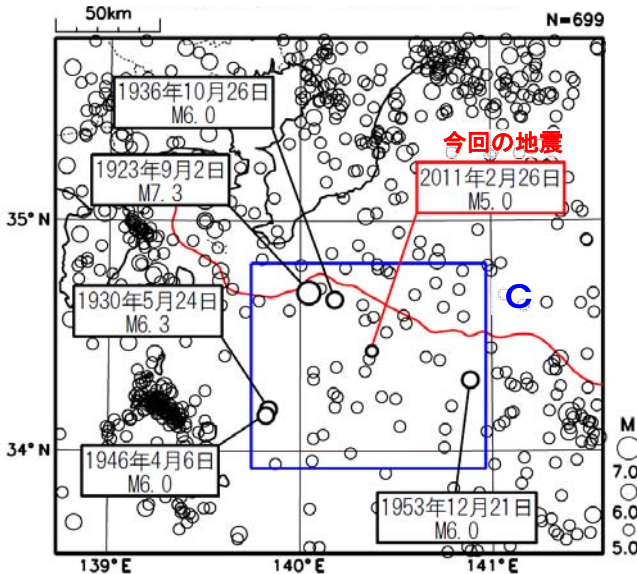 50km
N=699
1936年10月26日
M6.0
今回の地震
1923年9月2日
M7.3
2011年2月26日
M5.0
35°N
C
1930年5月24日
M6.3
34°N
1946年4月6日
M6.0
1953年12月21日
M6.0
M
7.0
6.0
5.0
139°E
140°E
141°E